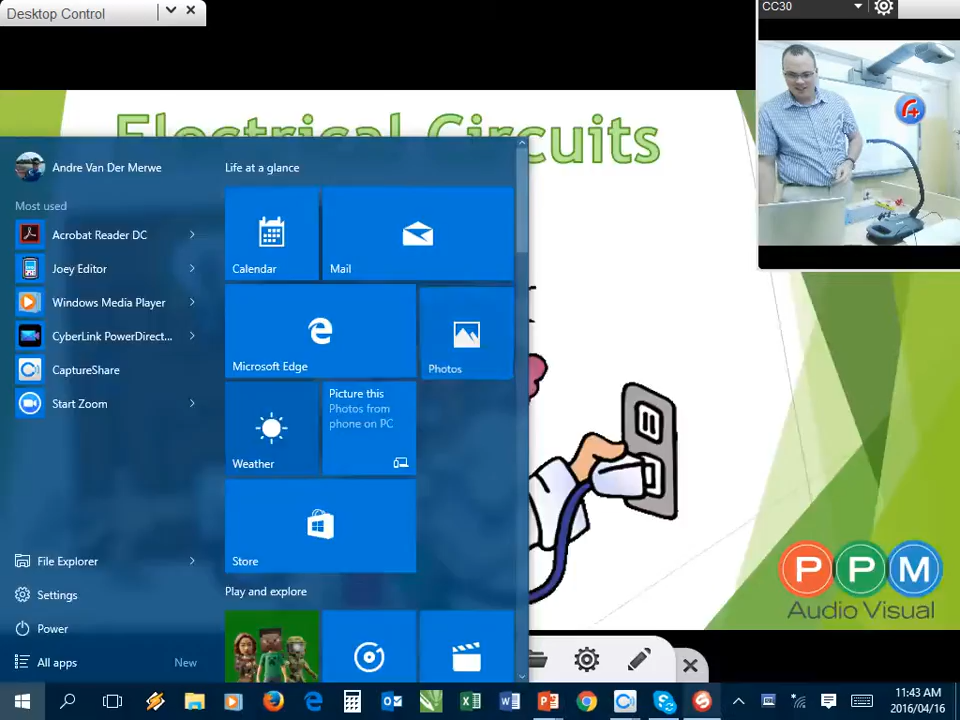 Desktop Control
CC30
Electrical Circuits
Andre Van Der Merwe
Most used
Acrobat Reader DC
Joey Editor
Windows Media Player
CyberLink PowerDirect...
CaptureShare
Start Zoom
File Explorer
Settings
Power
All apps
New
Life at a glance
Calendar
Mail
Microsoft Edge
Photos
Weather
Picture this
Photos from
phone on PC
Store
Play and explore
PPM
Audio Visual
11:43 AM
2016/04/16